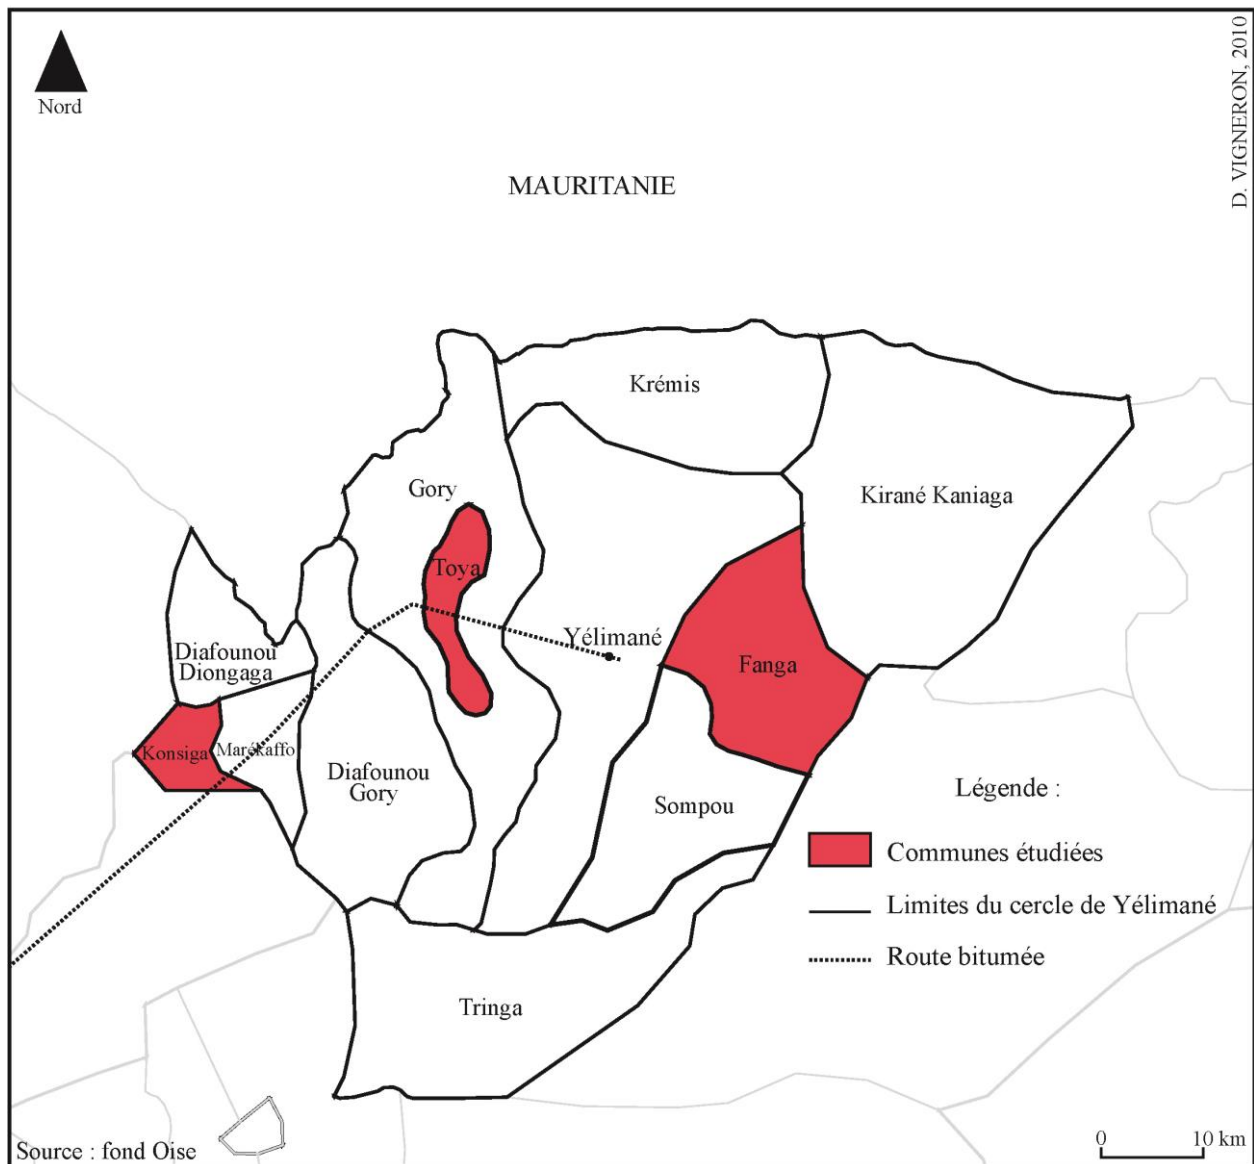 D. VIGNERON, 2010
Nord
MAURITANIE
Krémis
Kirané Kaniaga
Gory
Toya
Yélimané
Fanga
Diafounou
Diongaga
Konsiga
Marékaffo
Diafounou
Gory
Sompou
Tringa
Légende :
Communes étudiées
Limites du cercle de Yélimané
Route bitumée
Source : fond Oise
0 10 km